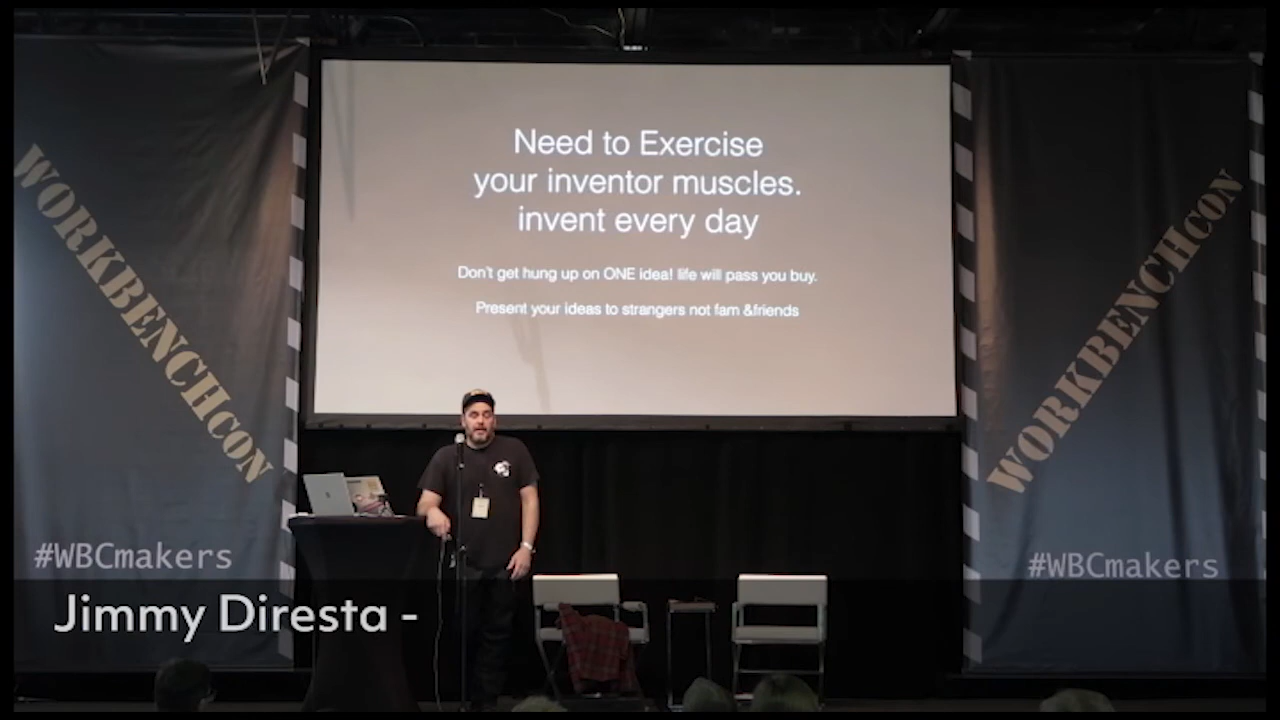 Need to Exercise
your inventor muscles.
invent every day
Don't get hung up on ONE idea! life will pass you buy.
Present your ideas to strangers not fam &friends
WORKBENCHCON
WORKBENCHCON
#WBCmakers
#WBCmakers
Jimmy Diresta -